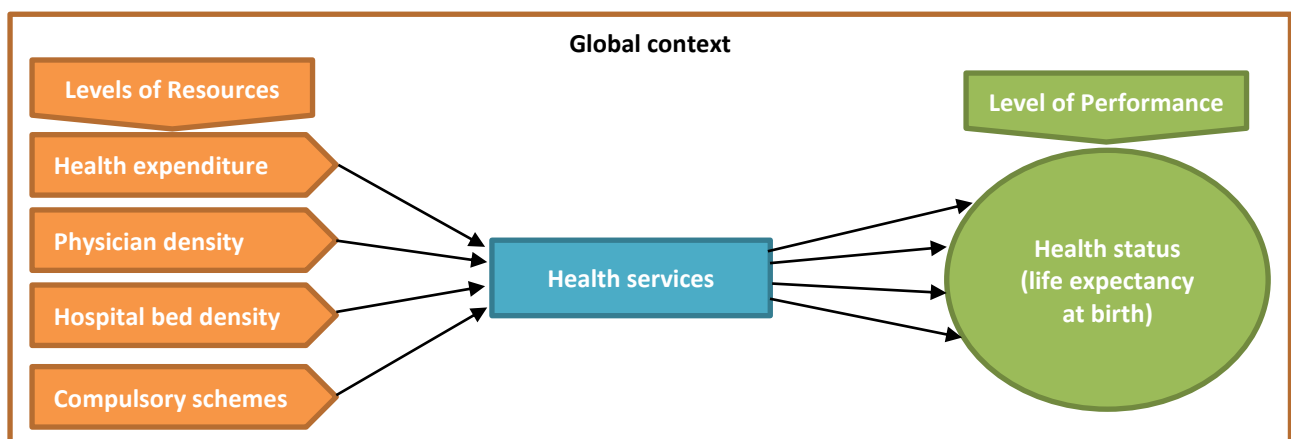 Global context
Levels of Resources
Level of Performance
Health expenditure
Physician density
Hospital bed density
Compulsory schemes
Health services
Health status
(life expectancy
at birth)